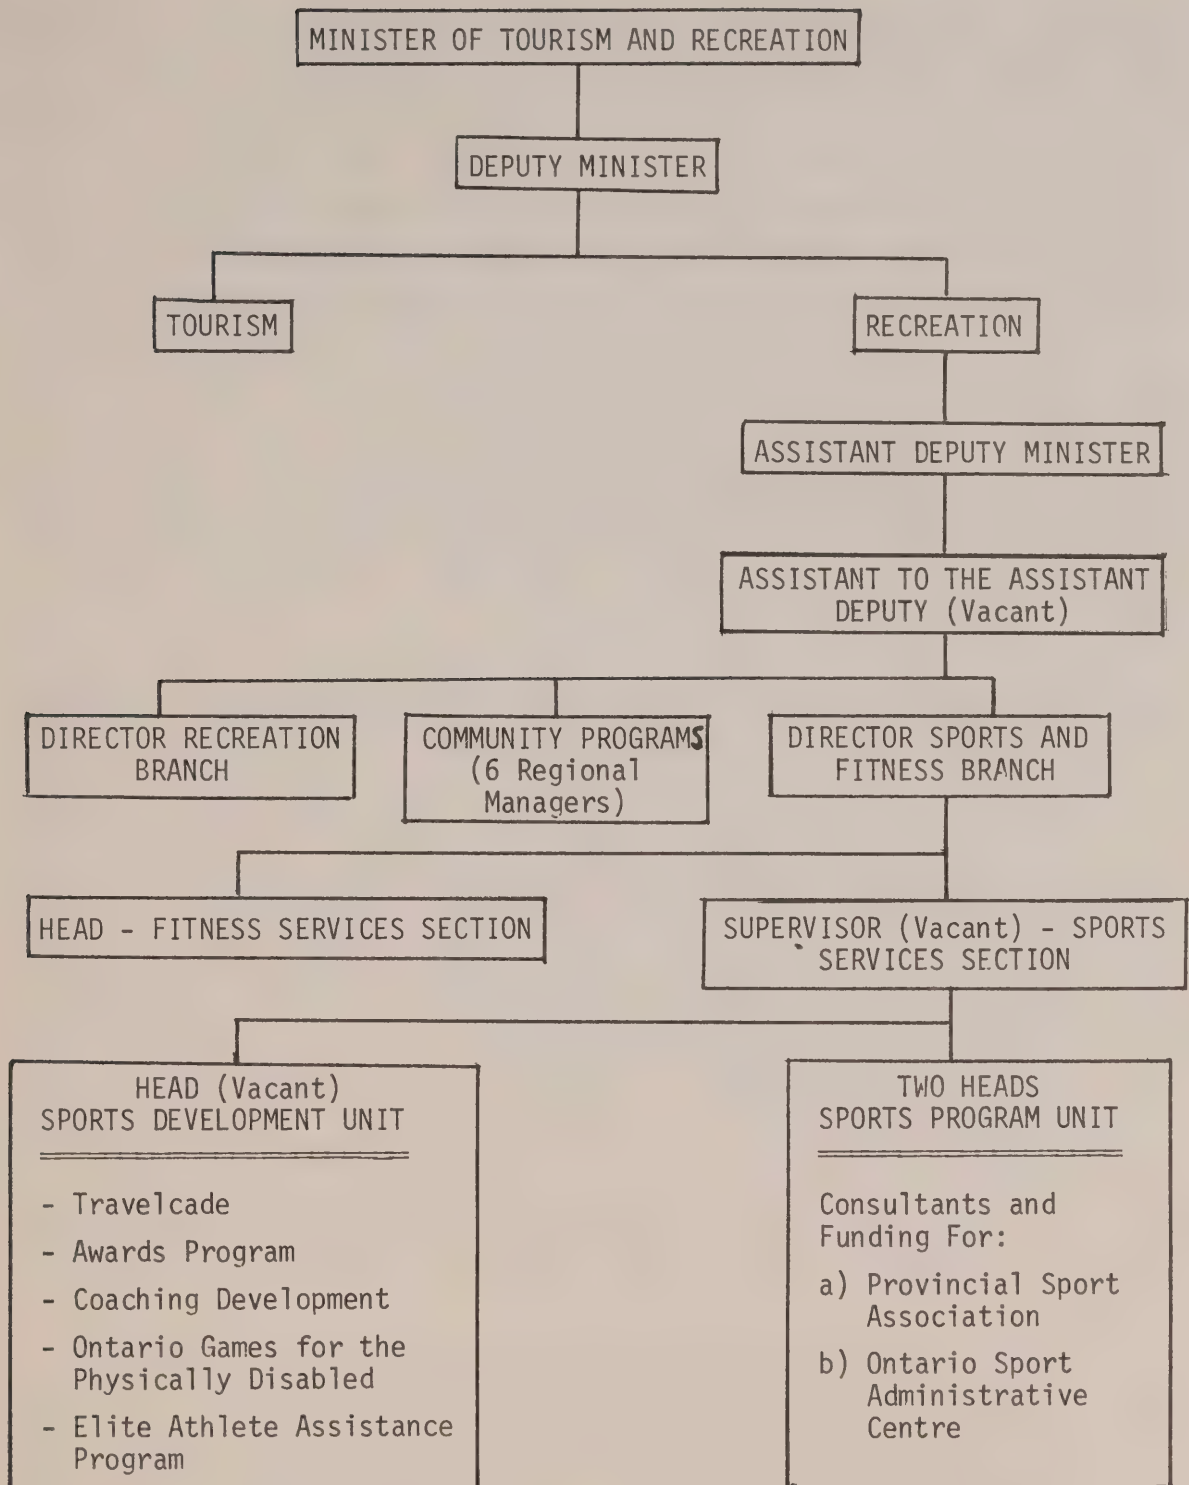 MINISTER OF TOURISM AND RECREATION
DEPUTY MINISTER
TOURISM
RECREATION
ASSISTANT DEPUTY MINISTER
ASSISTANT TO THE ASSISTANT
DEPUTY (Vacant)
DIRECTOR RECREATION
BRANCH
COMMUNITY PROGRAMS
(6 Regional
Managers)
DIRECTOR SPORTS AND
FITNESS BRANCH
HEAD - FITNESS SERVICES SECTION
SUPERVISOR (Vacant) - SPORTS
SERVICES SECTION
HEAD (Vacant)
SPORTS DEVELOPMENT UNIT
- Travelcade
- Awards Program
- Coaching Development
- Ontario Games for the
Physically Disabled
- Elite Athlete Assistance
Program
TWO HEADS
SPORTS PROGRAM UNIT
Consultants and
Funding For:
a) Provincial Sport
Association
b) Ontario Sport
Administrative
Centre